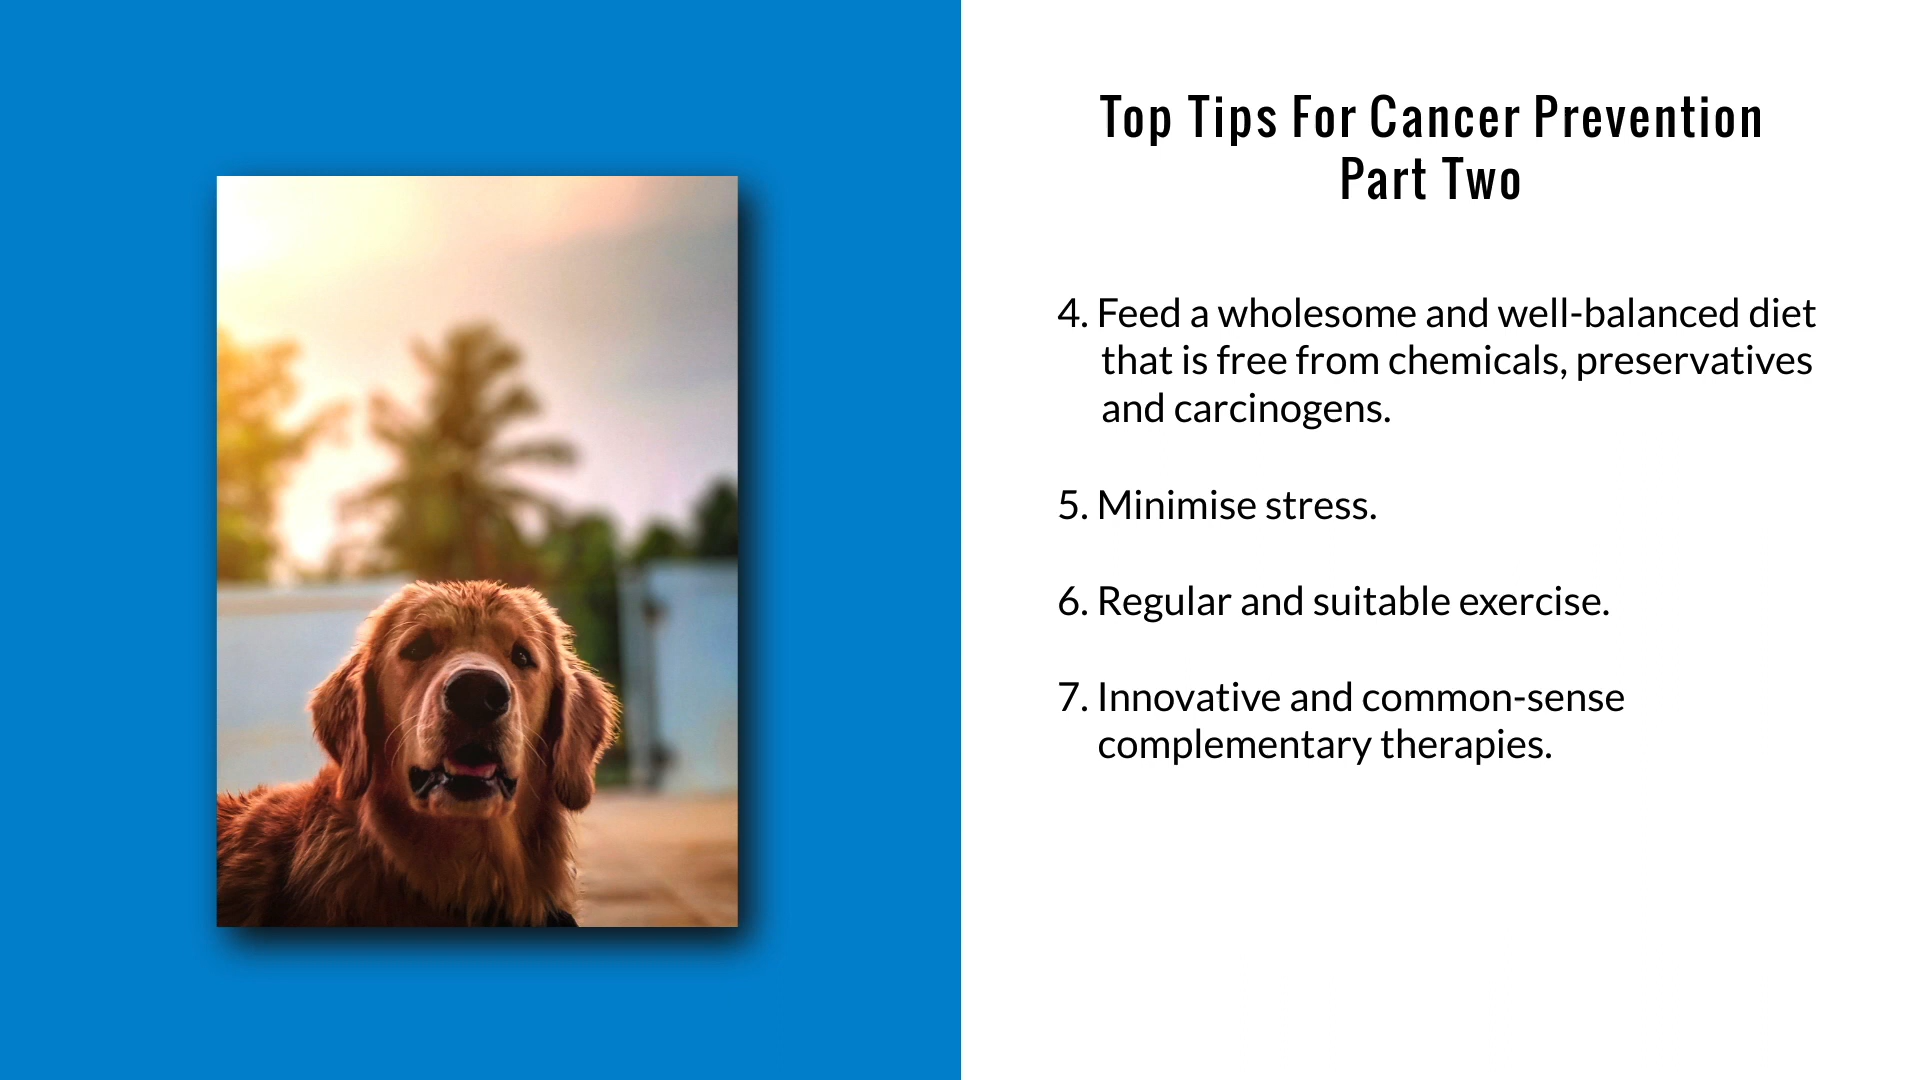 Top Tips For Cancer Prevention
Part Two
4. Feed a wholesome and well-balanced diet
that is free from chemicals, preservatives
and carcinogens.
5. Minimise stress.
6. Regular and suitable exercise.
7. Innovative and common-sense
complementary therapies.